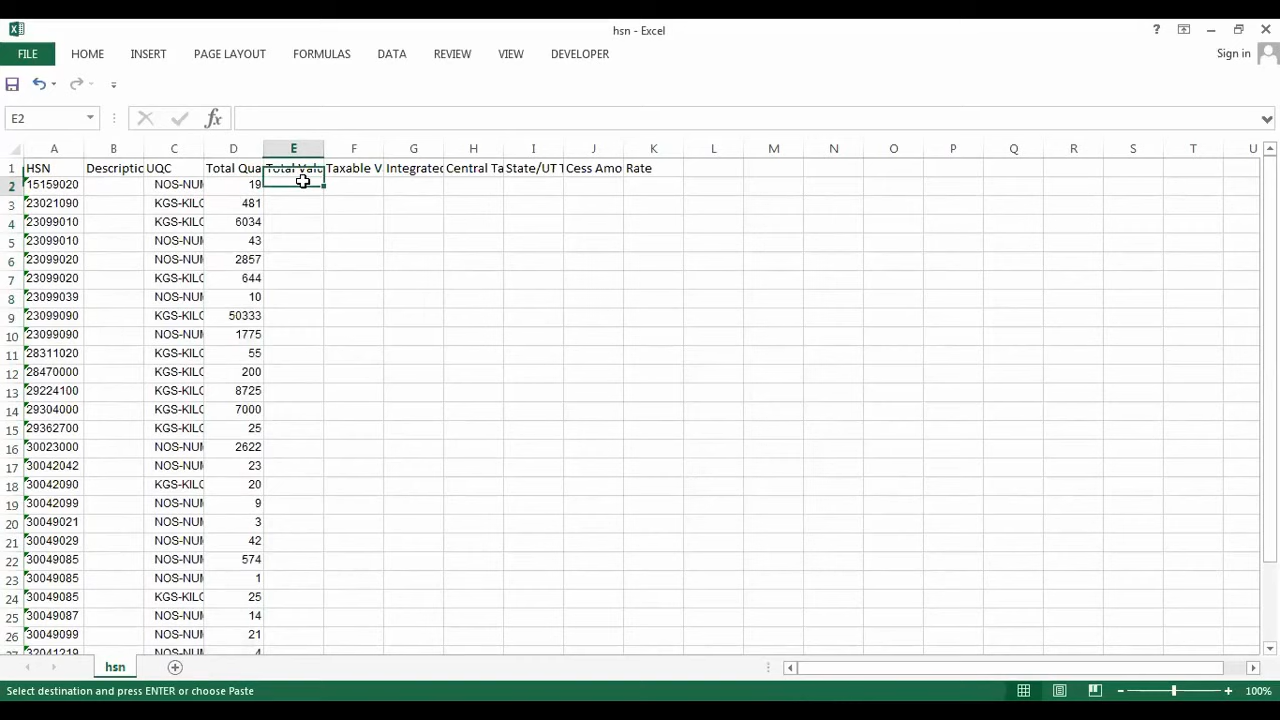 hsn - Excel
Sign in
FILE HOME INSERT PAGE LAYOUT FORMULAS DATA REVIEW VIEW DEVELOPER
E2 fx
A B C D E F G H I J K L M N O P Q R S T U
1 HSN Descriptic UQC Total Qua Total Valu Taxable V Integrated Central Ta State/UT T Cess Amo Rate
2 15159020 NOS-NUM 19
3 23021090 KGS-KILO 481
4 23099010 KGS-KILO 6034
5 23099010 NOS-NUM 43
6 23099020 NOS-NUM 2857
7 23099020 KGS-KILO 644
8 23099039 NOS-NUM 10
9 23099090 KGS-KILO 50333
10 23099090 NOS-NUM 1775
11 28311020 KGS-KILO 55
12 28470000 KGS-KILO 200
13 29224100 KGS-KILO 8725
14 29304000 KGS-KILO 7000
15 29362700 KGS-KILO 25
16 30023000 NOS-NUM 2622
17 30042042 NOS-NUM 23
18 30042090 KGS-KILO 20
19 30042099 NOS-NUM 9
20 30049021 NOS-NUM 3
21 30049029 NOS-NUM 42
22 30049085 NOS-NUM 574
23 30049085 NOS-NUM 1
24 30049085 KGS-KILO 25
25 30049087 NOS-NUM 14
26 30049099 NOS-NUM 21
27 32041219 NOS-NUM 4
hsn
Select destination and press ENTER or choose Paste
100%